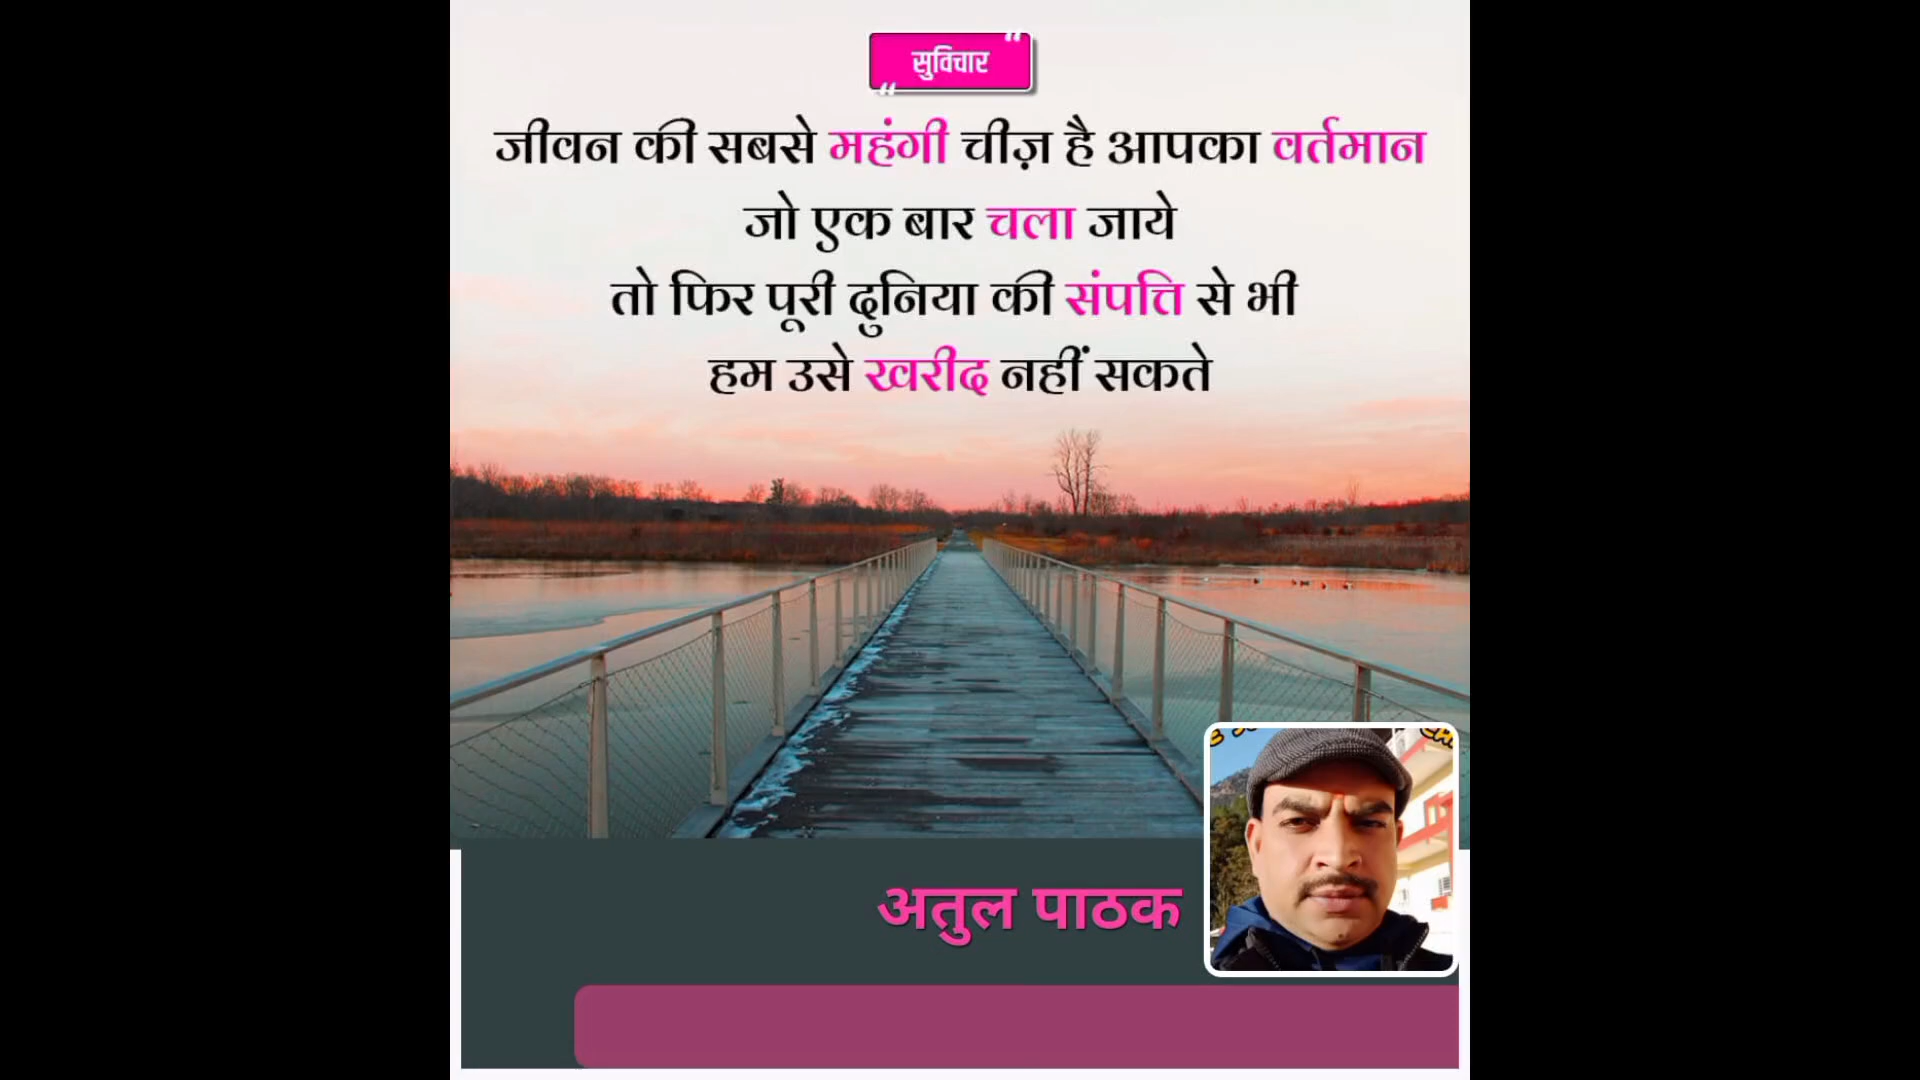 सुविचार
जीवन की सबसे महंगी चीज़ है आपका वर्तमान
जो एक बार चला जाये
तो फिर पूरी दुनिया की संपत्ति से भी
हम उसे खरीद नहीं सकते
अतुल पाठक